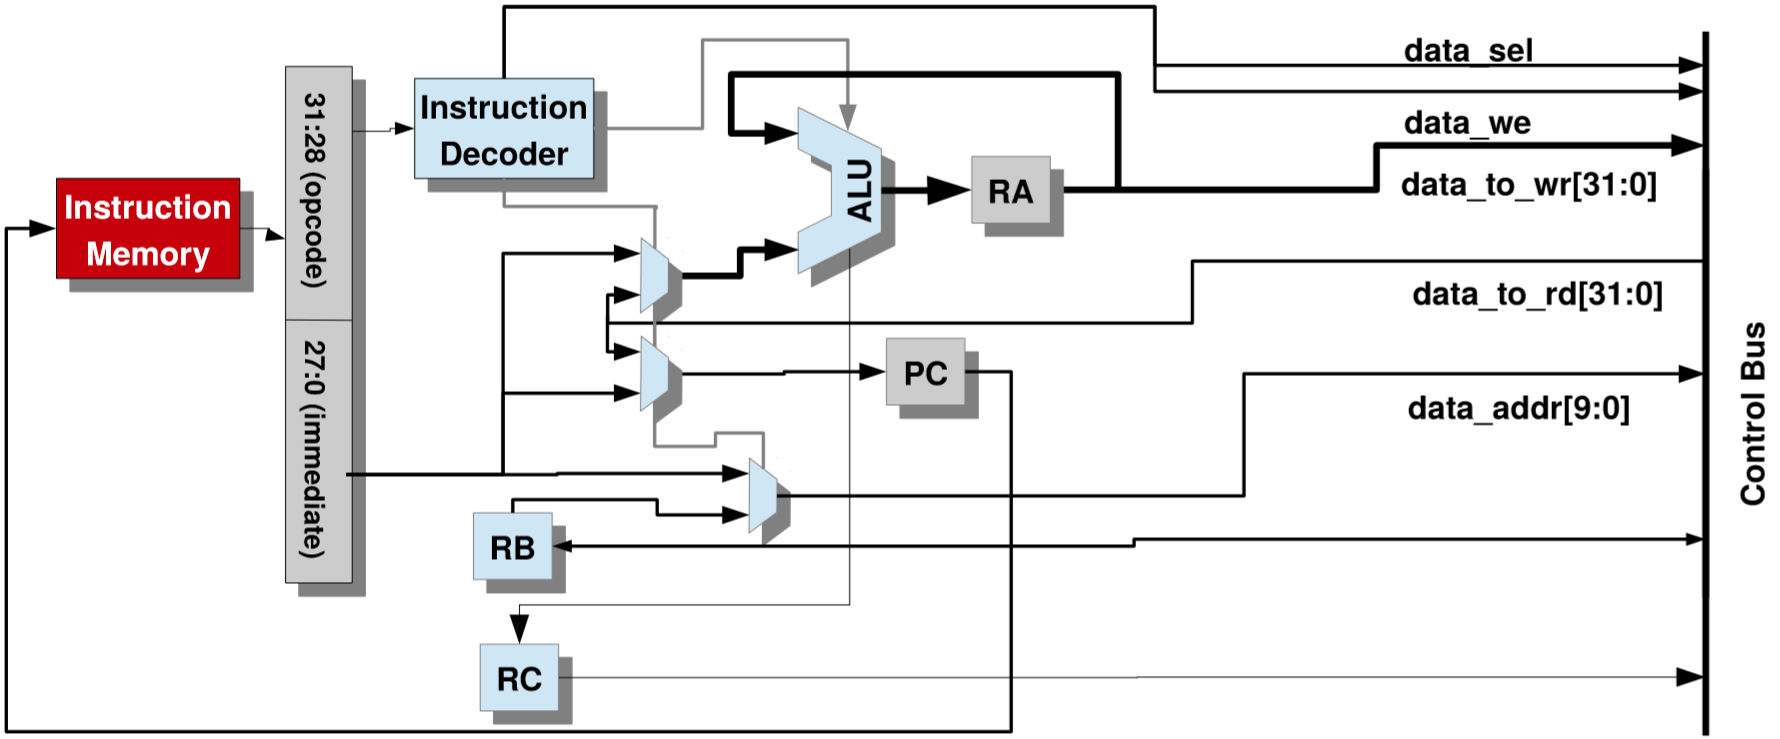 data_sel
31:28 (opcode)
Instruction
Decoder
data_we
ALU
RA
data_to_wr[31:0]
Instruction
Memory
data_to_rd[31:0]
27:0 (immediate)
PC
data_addr[9:0]
Control Bus
RB
RC